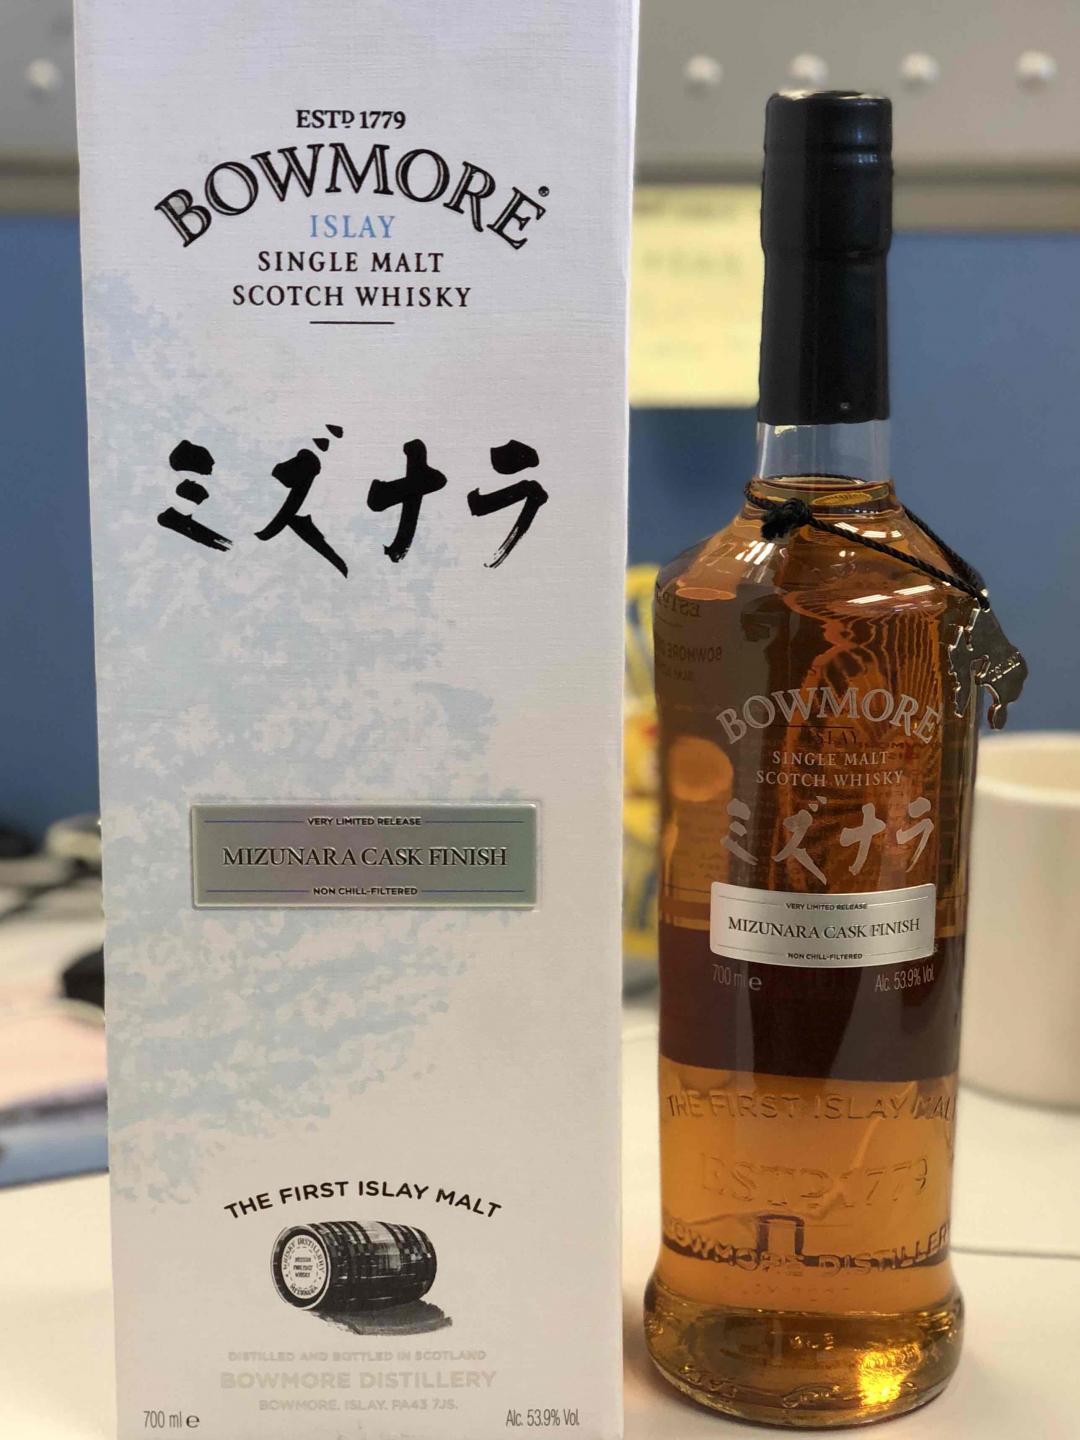 ESTD 1779
BOWMORE®
ISLAY
SINGLE MALT
SCOTCH WHISKY
ミズナラ
VERY LIMITED RELEASE
MIZUNARA CASK FINISH
NON CHILL-FILTERED
THE FIRST ISLAY MALT
DISTILLED AND BOTTLED IN SCOTLAND
BOWMORE DISTILLERY
BOWMORE, ISLAY, PA43 7JS.
700 ml e
Alc. 53.9% Vol.
BOWMORE
ISLAY
SINGLE MALT
SCOTCH WHISKY
ミズナラ
VERY LIMITED RELEASE
MIZUNARA CASK FINISH
NON CHILL-FILTERED
700 ml e
Alc. 53.9% Vol.
THE FIRST ISLAY MAL
ESTD 1779
BOWMORE DISTILLERY